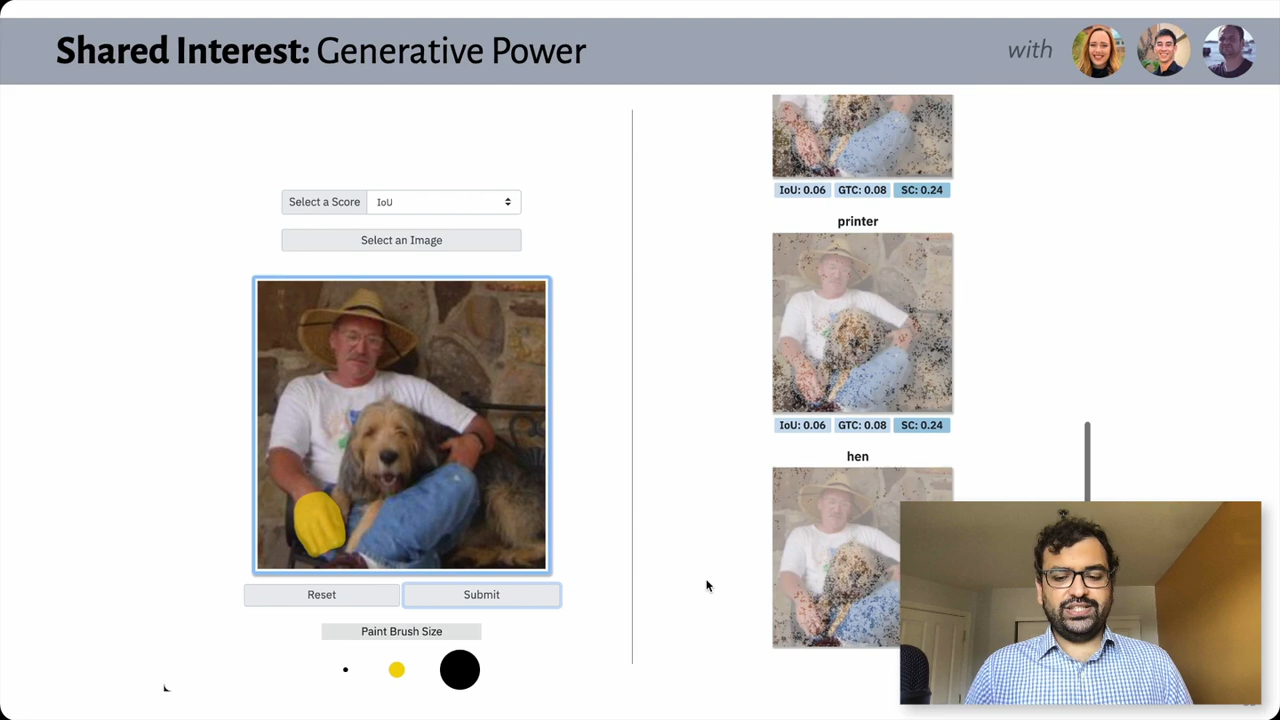 Shared Interest: Generative Power
with
Select a Score IoU
Select an Image
Reset Submit
Paint Brush Size
IoU: 0.06 GTC: 0.08 SC: 0.24
printer
IoU: 0.06 GTC: 0.08 SC: 0.24
hen